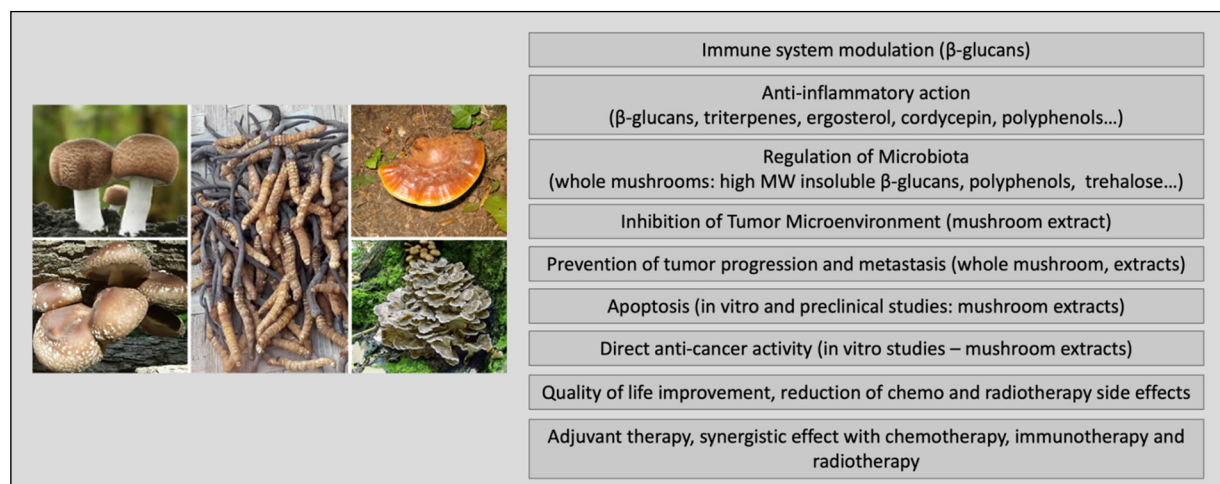 Immune system modulation (β-glucans)
Anti-inflammatory action
(β-glucans, triterpenes, ergosterol, cordycepin, polyphenols…)
Regulation of Microbiota
(whole mushrooms: high MW insoluble β-glucans, polyphenols, trehalose…)
Inhibition of Tumor Microenvironment (mushroom extract)
Prevention of tumor progression and metastasis (whole mushroom, extracts)
Apoptosis (in vitro and preclinical studies: mushroom extracts)
Direct anti-cancer activity (in vitro studies – mushroom extracts)
Quality of life improvement, reduction of chemo and radiotherapy side effects
Adjuvant therapy, synergistic effect with chemotherapy, immunotherapy and
radiotherapy